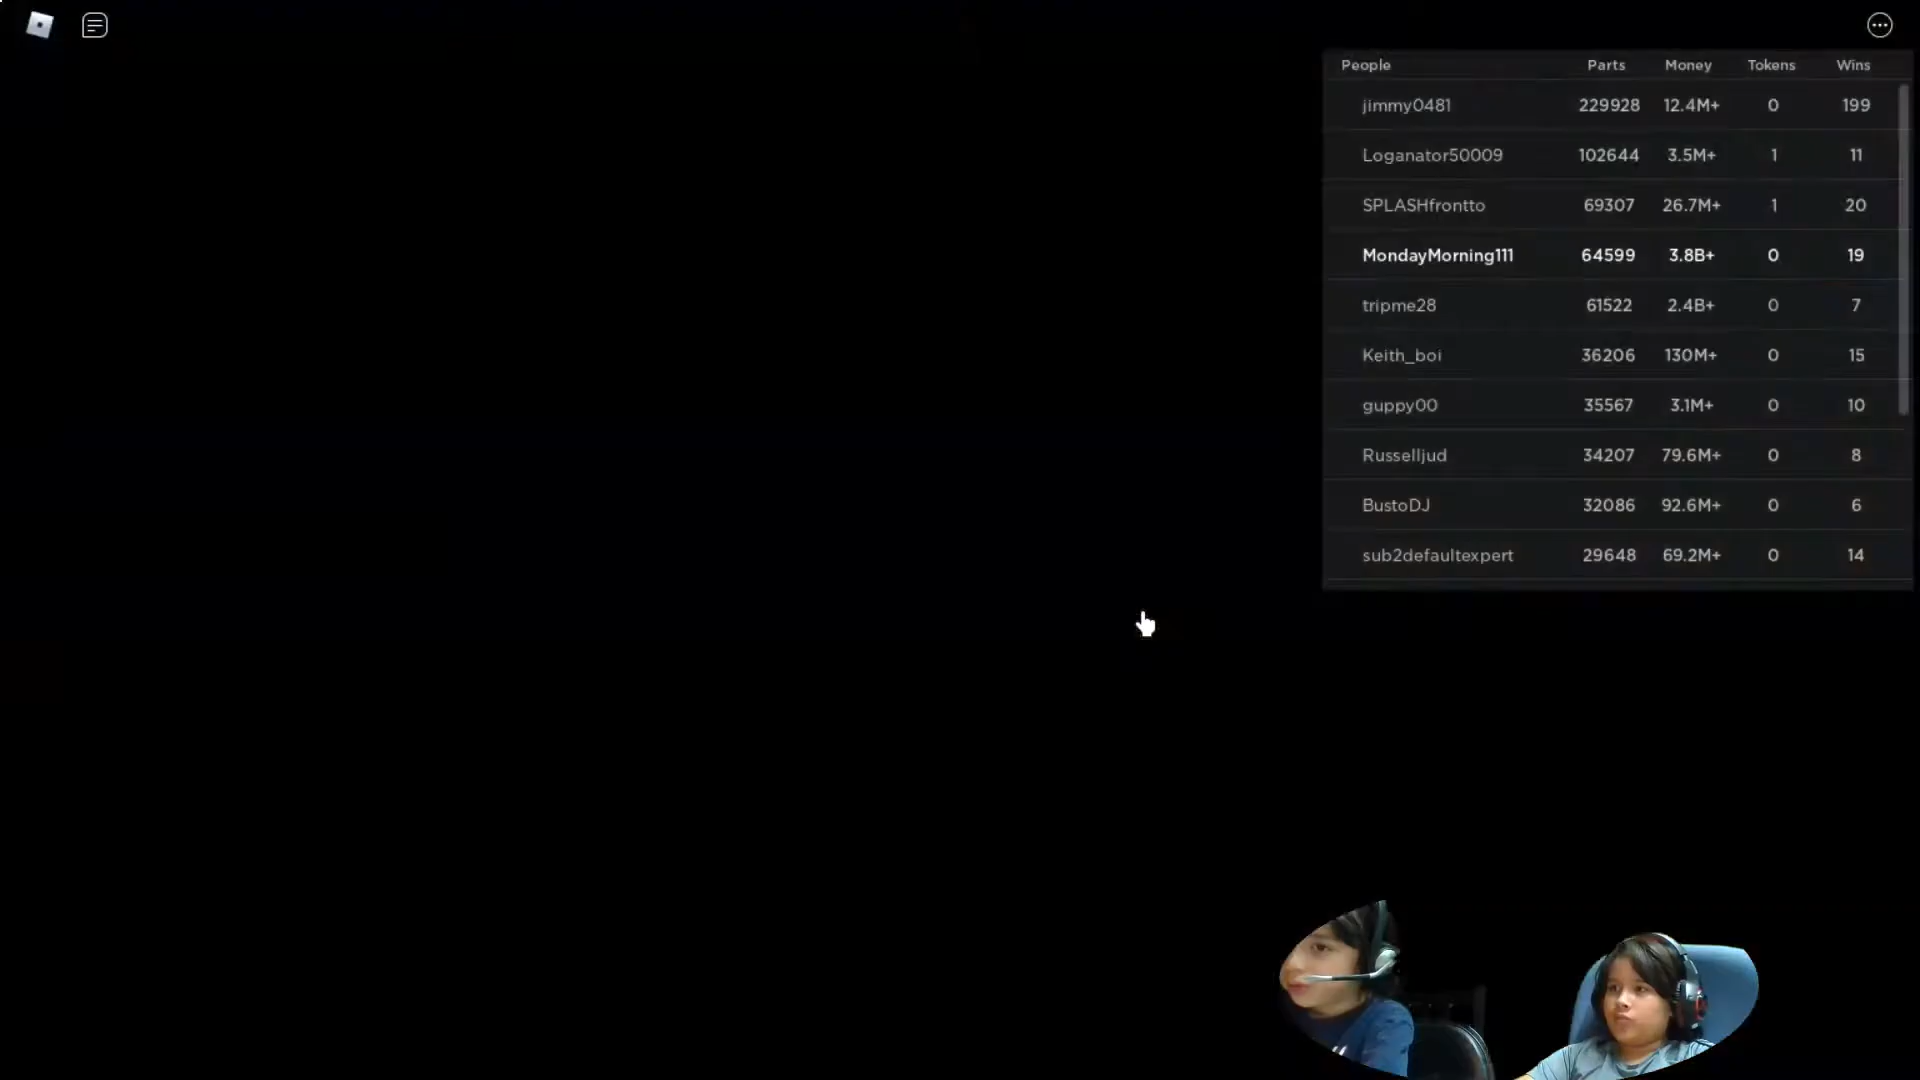 People Parts Money Tokens Wins
jimmy0481 229928 12.4M+ 0 199
Loganator50009 102644 3.5M+ 1 11
SPLASHfrontto 69307 26.7M+ 1 20
MondayMorning111 64599 3.8B+ 0 19
tripme28 61522 2.4B+ 0 7
Keith_boi 36206 130M+ 0 15
guppy00 35567 3.1M+ 0 10
Russelljud 34207 79.6M+ 0 8
BustoDJ 32086 92.6M+ 0 6
sub2defaultexpert 29648 69.2M+ 0 14